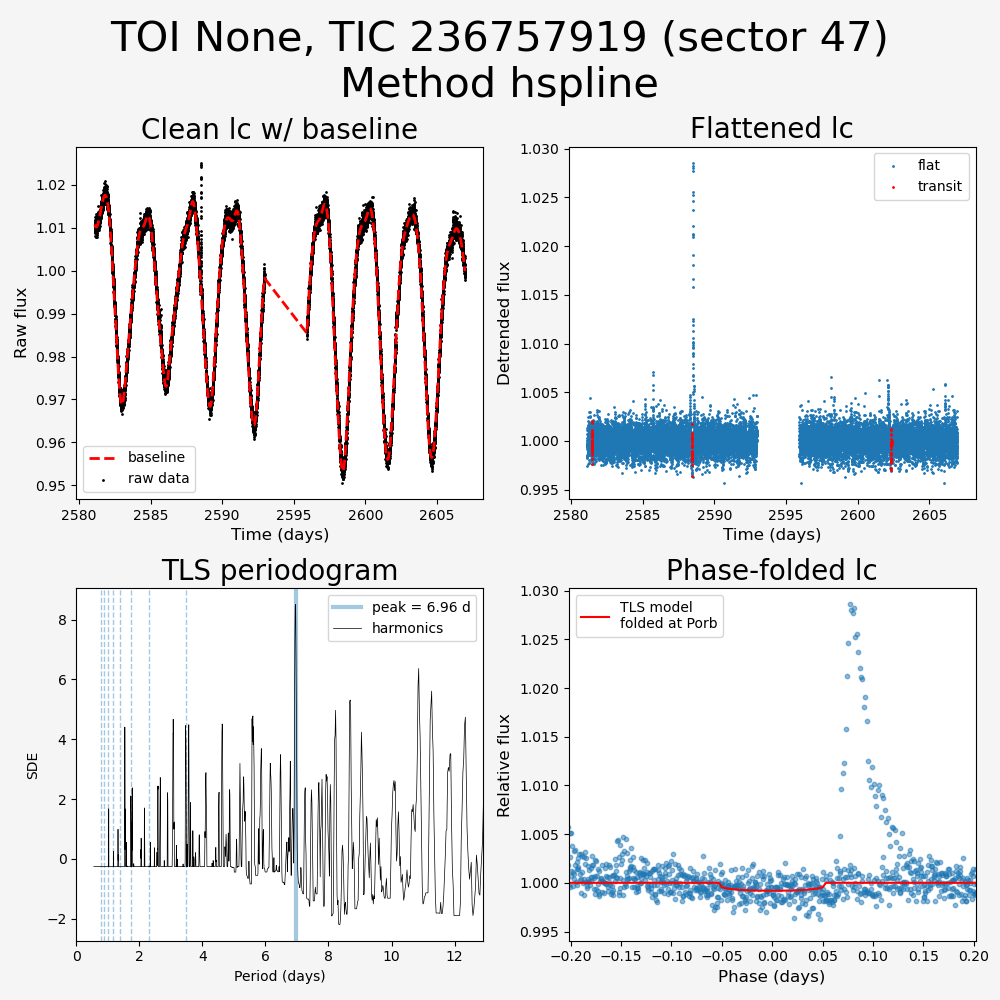 TOI None, TIC 236757919 (sector 47)
Method hspline
Clean lc w/ baseline
Raw flux
1.02
1.01
1.00
0.99
0.98
0.97
0.96
0.95
baseline
raw data
2580 2585 2590 2595 2600 2605
Time (days)
Flattened lc
Detrended flux
1.030
1.025
1.020
1.015
1.010
1.005
1.000
0.995
flat
transit
2580 2585 2590 2595 2600 2605
Time (days)
TLS periodogram
SDE
8
6
4
2
0
−2
peak = 6.96 d
harmonics
0 2 4 6 8 10 12
Period (days)
Phase-folded lc
Relative flux
1.030
1.025
1.020
1.015
1.010
1.005
1.000
0.995
TLS model
folded at Porb
−0.20 −0.15 −0.10 −0.05 0.00 0.05 0.10 0.15 0.20
Phase (days)